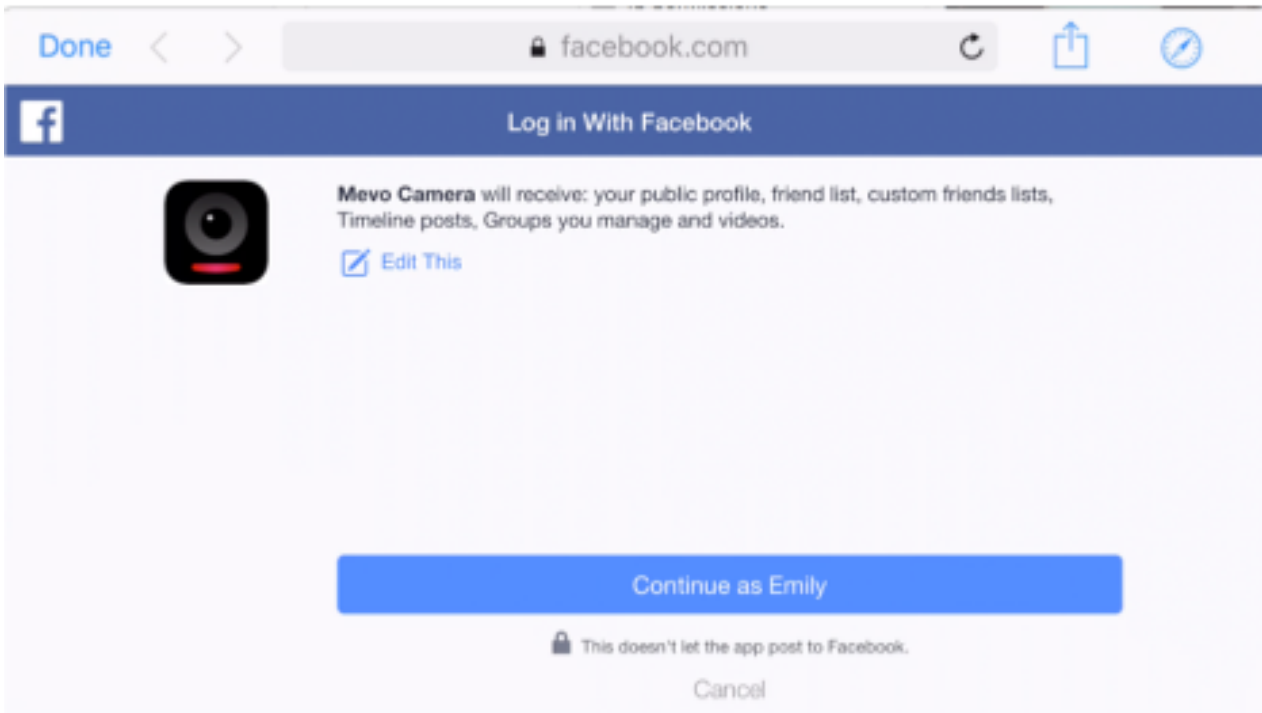 Done
facebook.com
Log in With Facebook
Mevo Camera will receive: your public profile, friend list, custom friends lists,
Timeline posts, Groups you manage and videos.
Edit This
Continue as Emily
This doesn't let the app post to Facebook.
Cancel